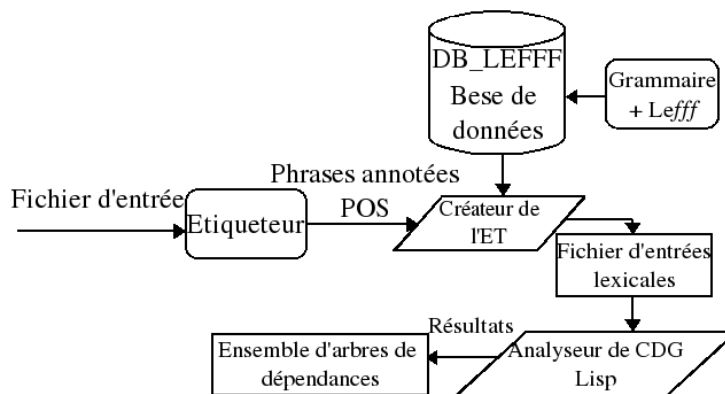 DB_LEFFF
Bese de
données
Grammaire
+ Lefff
Phrases annotées
POS
Fichier d'entrée
Etiqueteur
Créateur de
l'ET
Fichier d'entrées
lexicales
Résultats
Ensemble d'arbres de
dépendances
Analyseur de CDG
Lisp